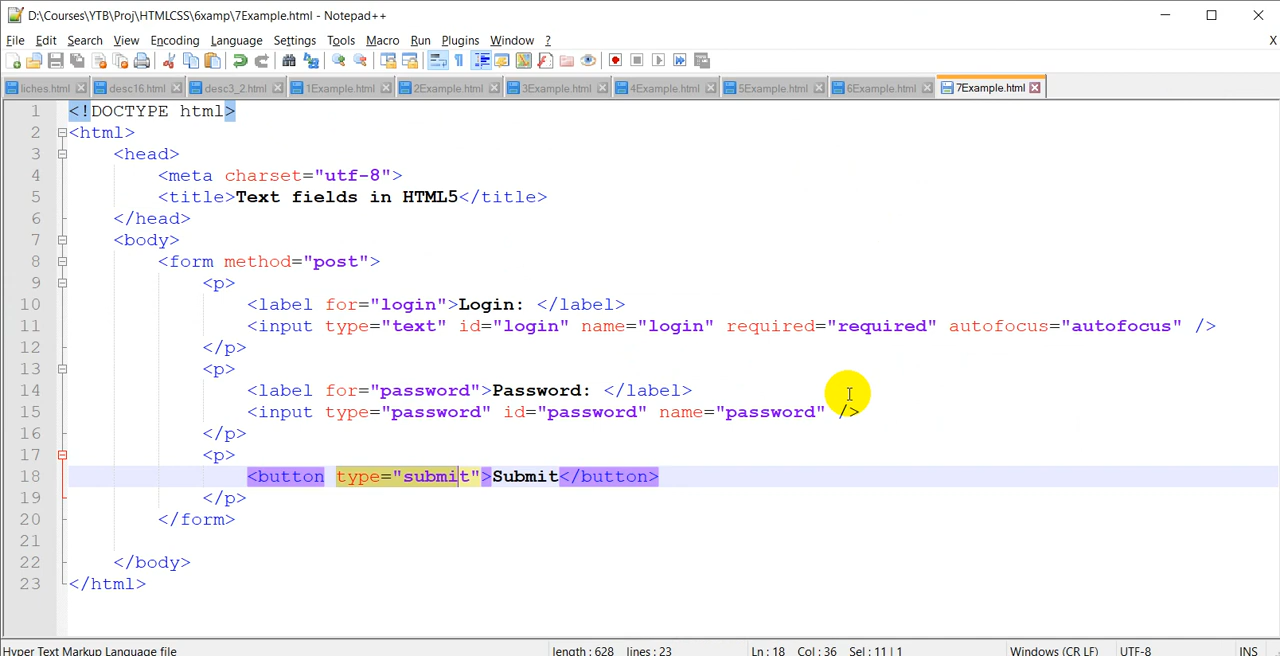 D:\Courses\YTB\Proj\HTMLCSS\6xamp\7Example.html - Notepad++
File Edit Search View Encoding Language Settings Tools Macro Run Plugins Window ? X
liches.html desc16.html desc3_2.html 1Example.html 2Example.html 3Example.html 4Example.html 5Example.html 6Example.html 7Example.html
1 <!DOCTYPE html>
2 <html>
3 <head>
4 <meta charset="utf-8">
5 <title>Text fields in HTML5</title>
6 </head>
7 <body>
8 <form method="post">
9 <p>
10 <label for="login">Login: </label>
11 <input type="text" id="login" name="login" required="required" autofocus="autofocus" />
12 </p>
13 <p>
14 <label for="password">Password: </label>
15 <input type="password" id="password" name="password" />
16 </p>
17 <p>
18 <button type="submit">Submit</button>
19 </p>
20 </form>
21
22 </body>
23 </html>
Hyper Text Markup Language file length : 628 lines : 23 Ln : 18 Col : 36 Sel : 11 | 1 Windows (CR LF) UTF-8 INS